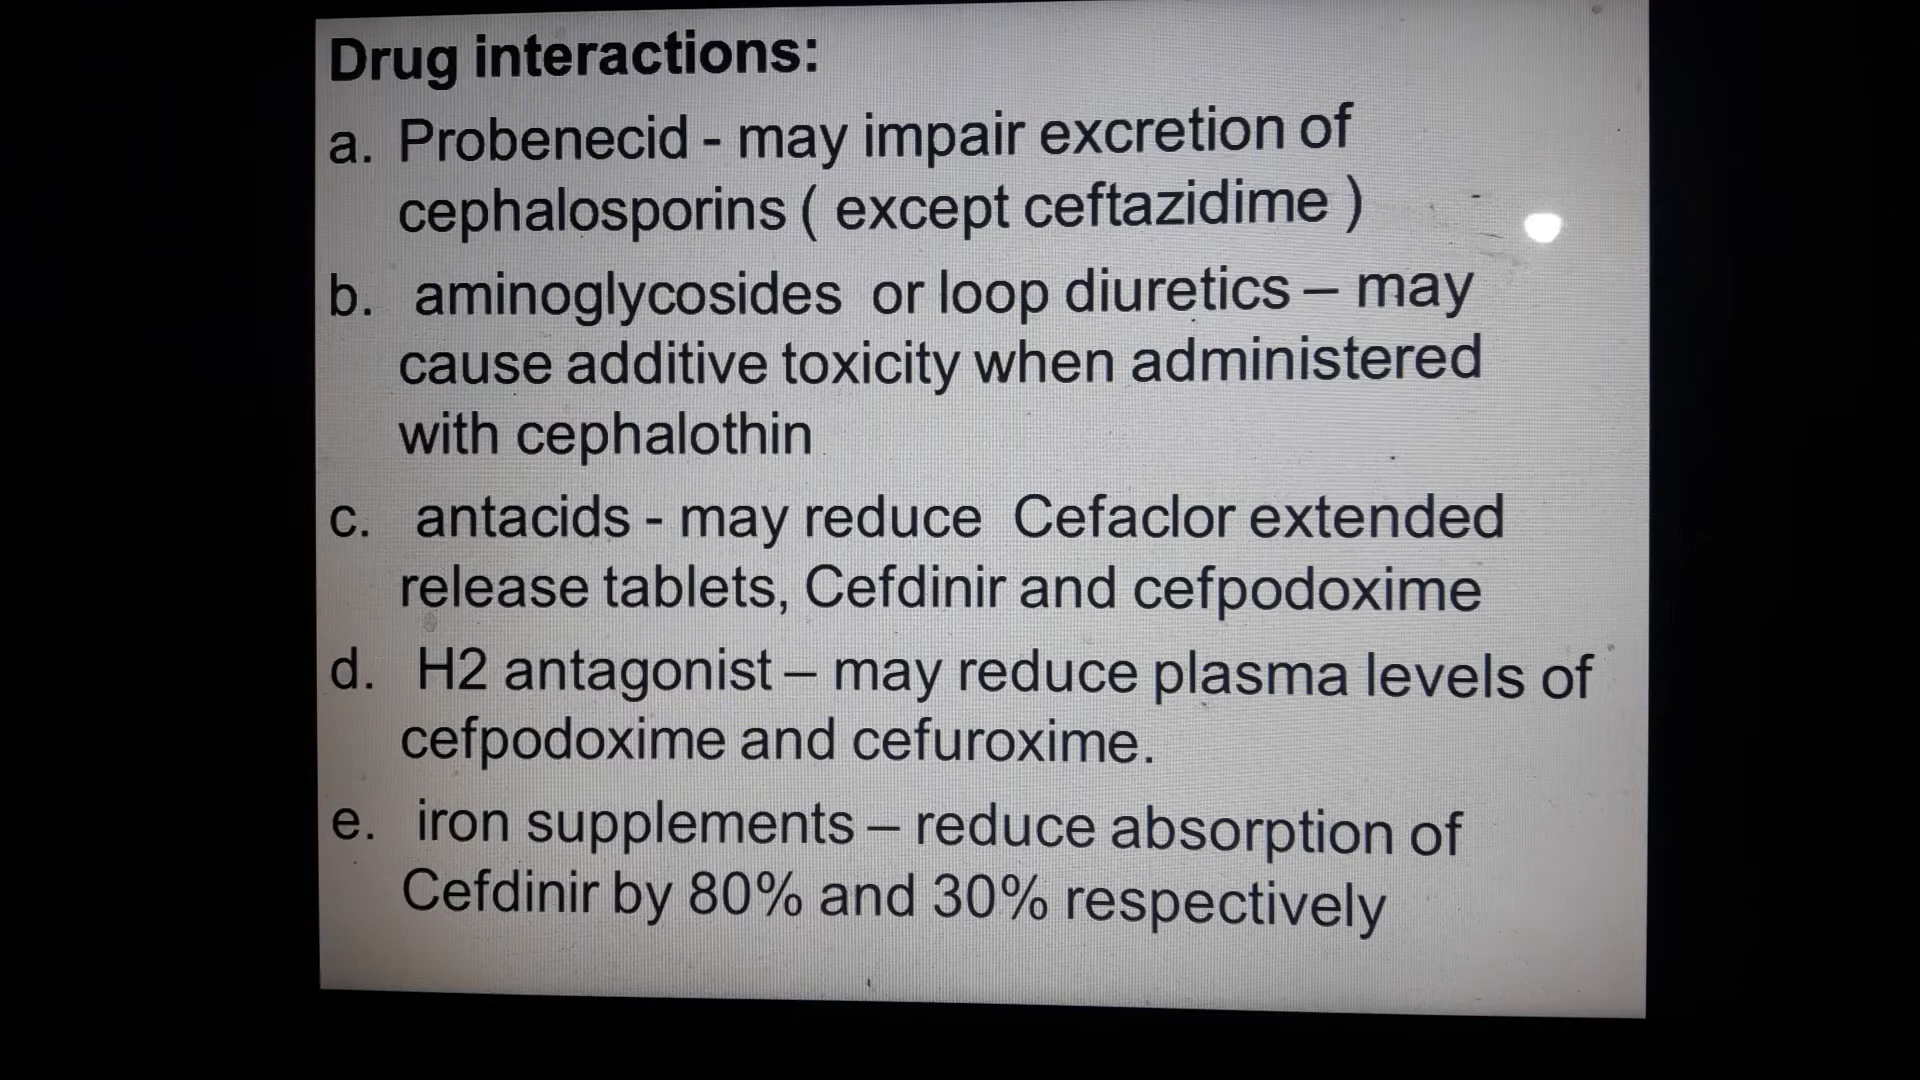 Drug interactions:
a. Probenecid - may impair excretion of
cephalosporins ( except ceftazidime )
b. aminoglycosides or loop diuretics – may
cause additive toxicity when administered
with cephalothin
c. antacids - may reduce Cefaclor extended
release tablets, Cefdinir and cefpodoxime
d. H2 antagonist – may reduce plasma levels of
cefpodoxime and cefuroxime.
e. iron supplements – reduce absorption of
Cefdinir by 80% and 30% respectively